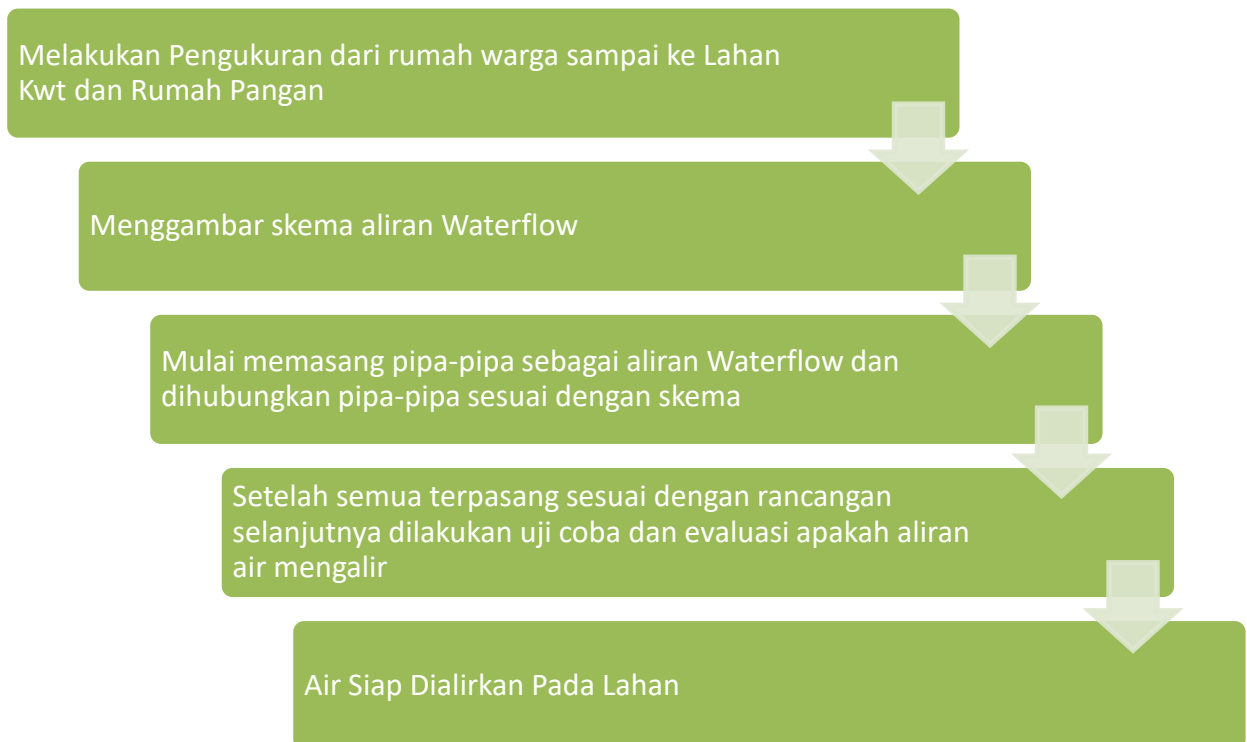 Melakukan Pengukuran dari rumah warga sampai ke Lahan
Kwt dan Rumah Pangan
Menggambar skema aliran Waterflow
Mulai memasang pipa-pipa sebagai aliran Waterflow dan
dihubungkan pipa-pipa sesuai dengan skema
Setelah semua terpasang sesuai dengan rancangan
selanjutnya dilakukan uji coba dan evaluasi apakah aliran
air mengalir
Air Siap Dialirkan Pada Lahan